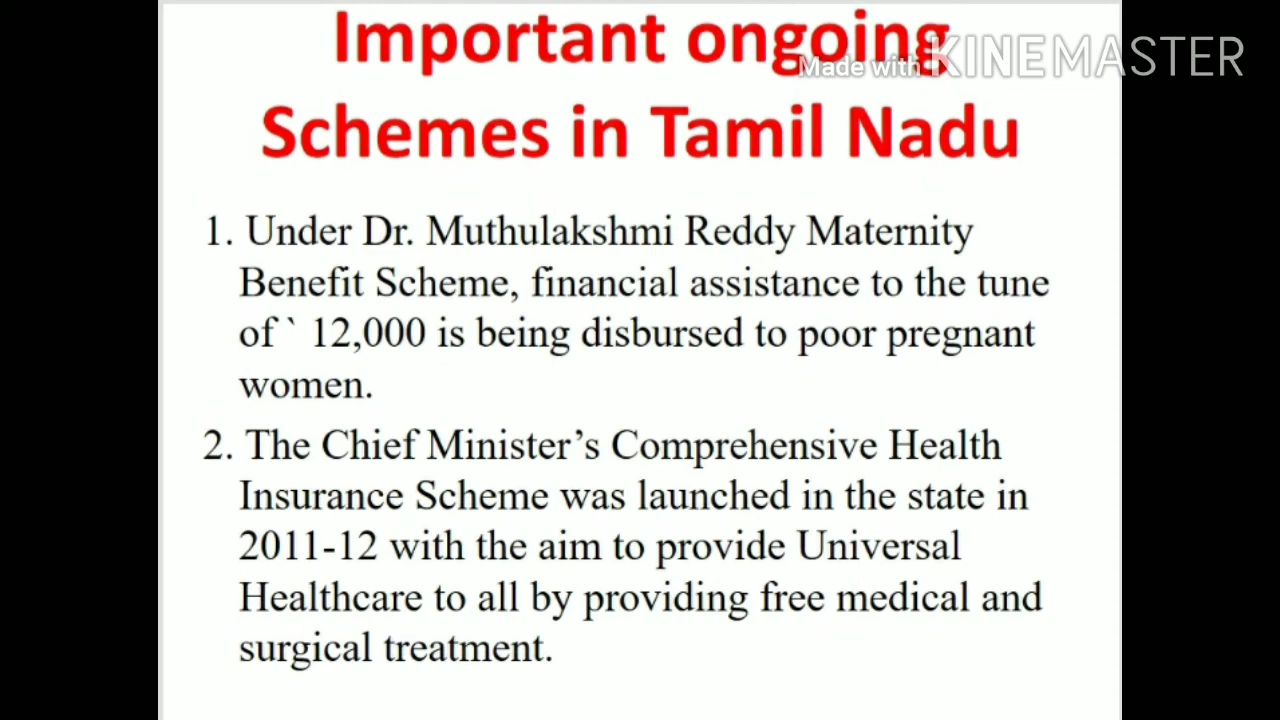 Important ongoing
Made with KINEMASTER
Schemes in Tamil Nadu
1. Under Dr. Muthulakshmi Reddy Maternity
Benefit Scheme, financial assistance to the tune
of ` 12,000 is being disbursed to poor pregnant
women.
2. The Chief Minister’s Comprehensive Health
Insurance Scheme was launched in the state in
2011-12 with the aim to provide Universal
Healthcare to all by providing free medical and
surgical treatment.